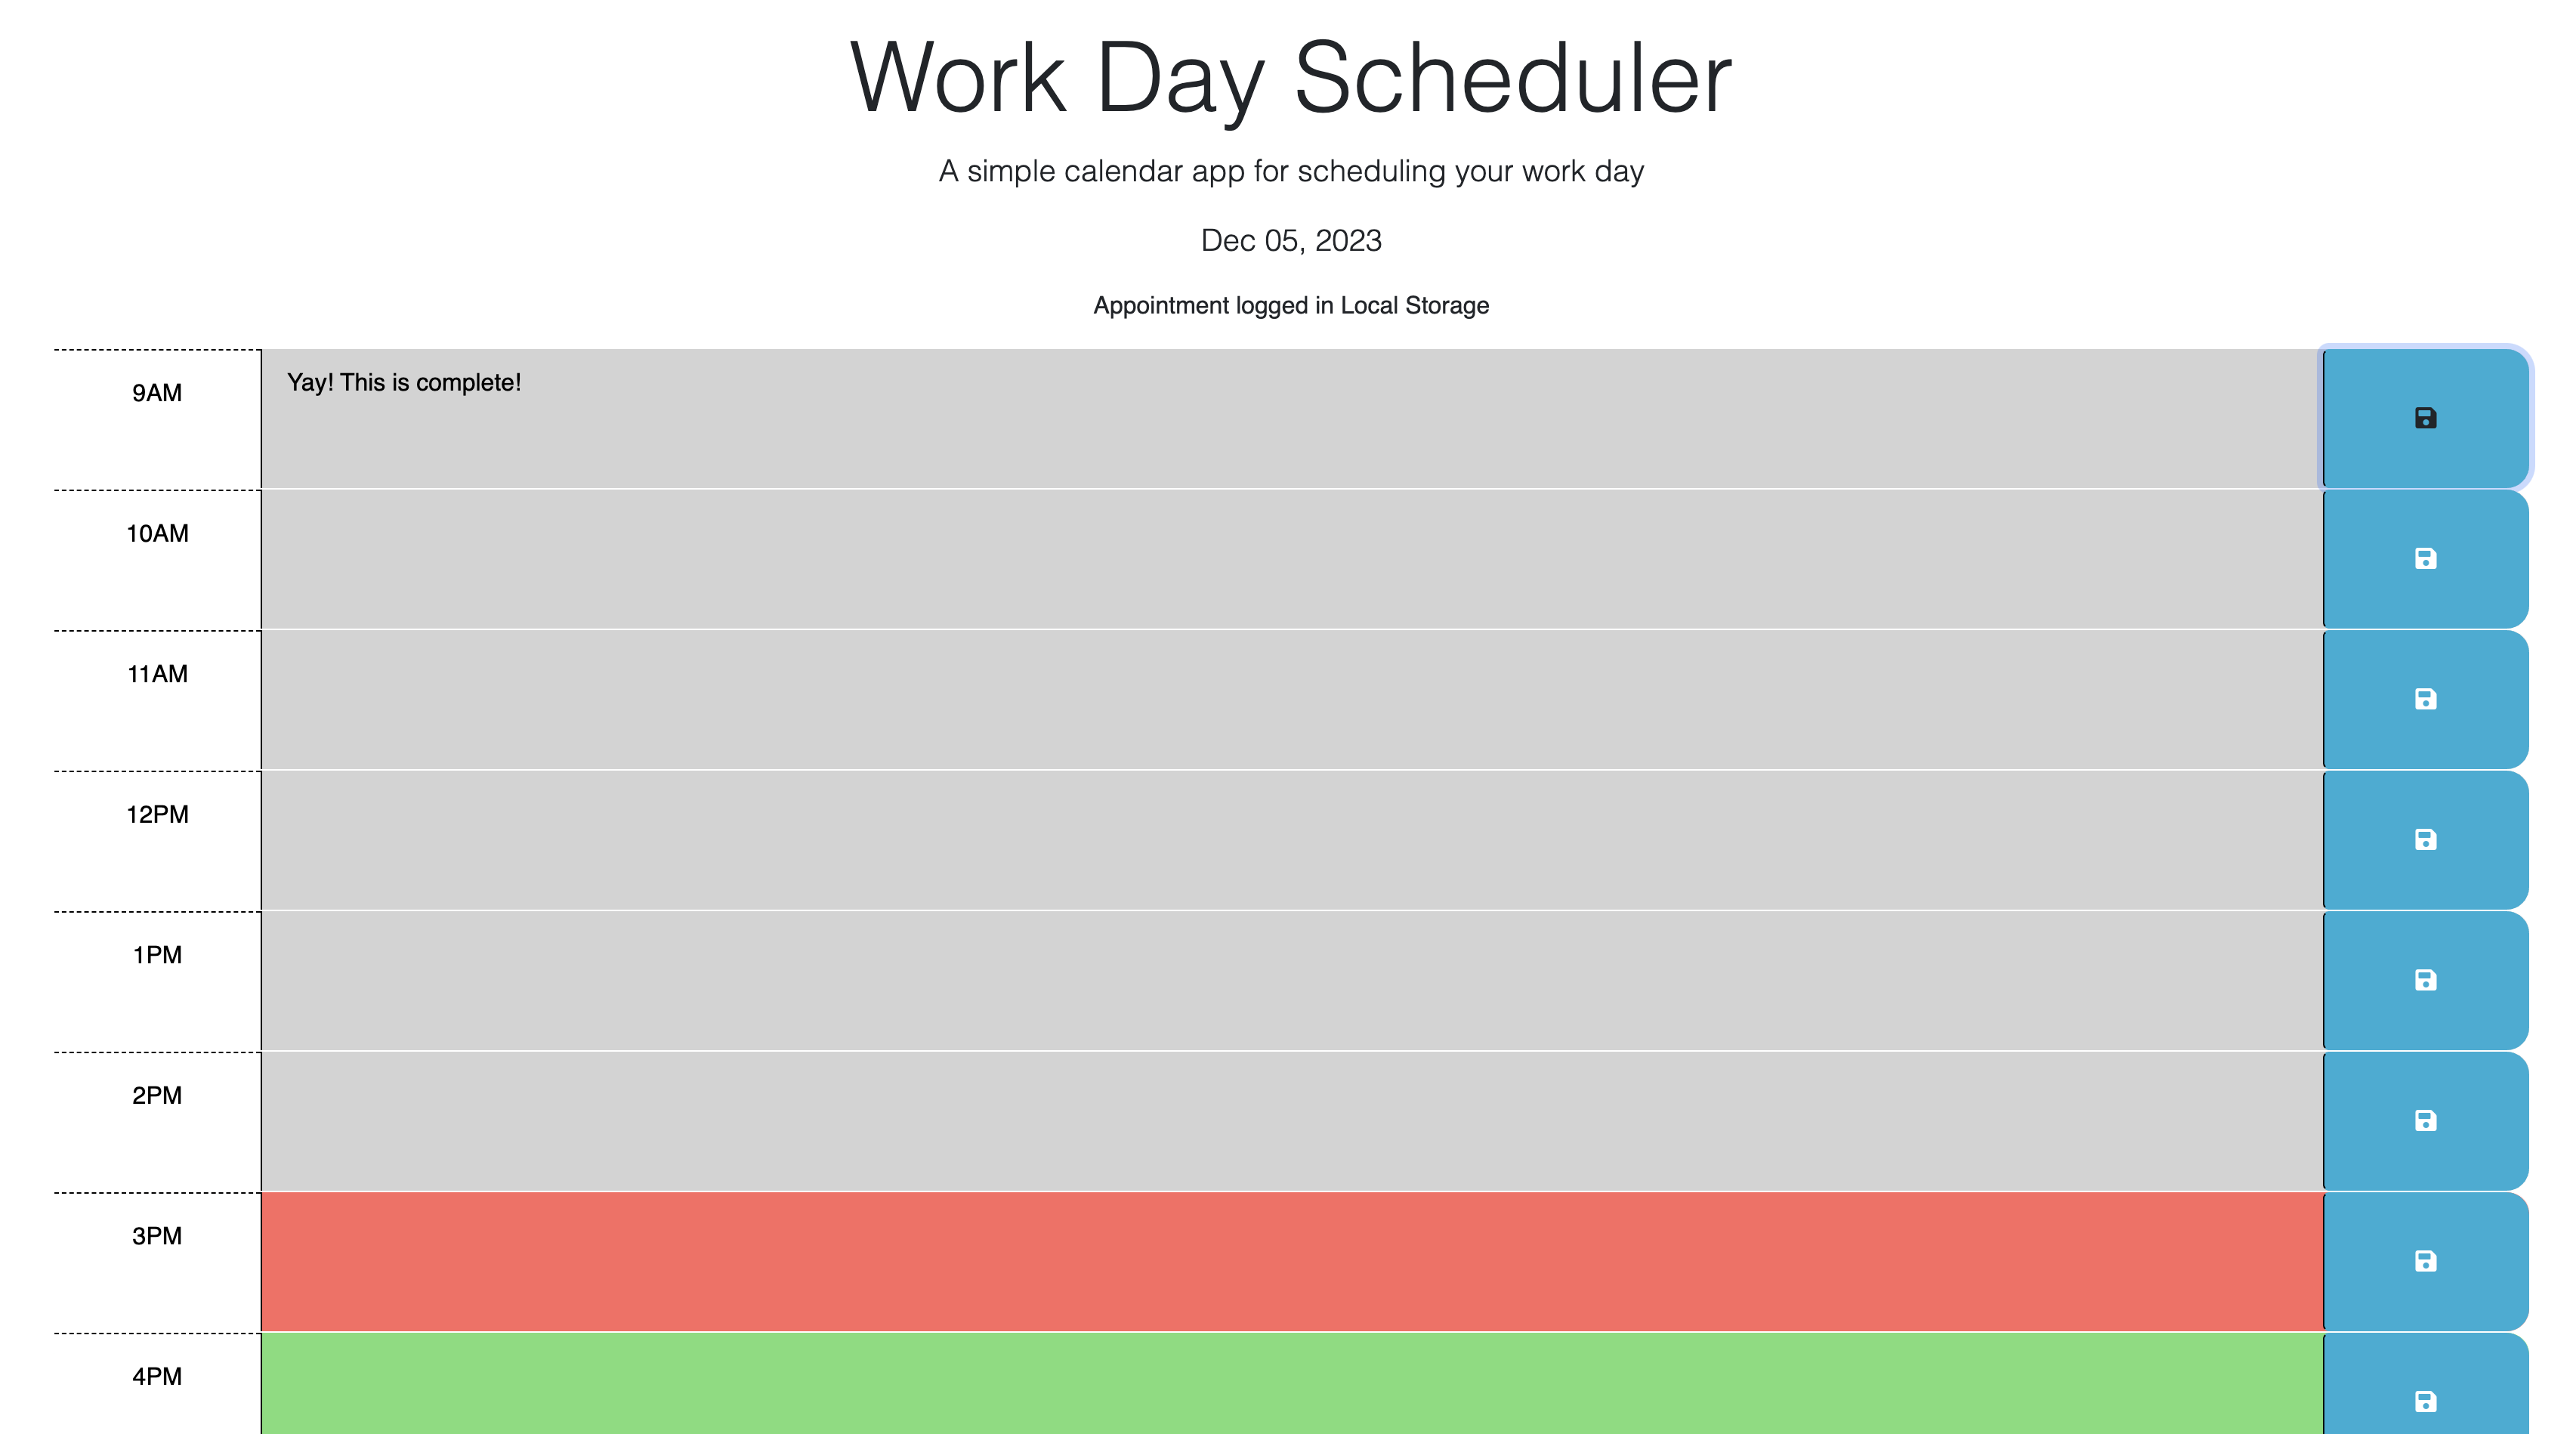 Work Day Scheduler
A simple calendar app for scheduling your work day
Dec 05, 2023
Appointment logged in Local Storage
9AM
Yay! This is complete!
10AM
11AM
12PM
1PM
2PM
3PM
4PM